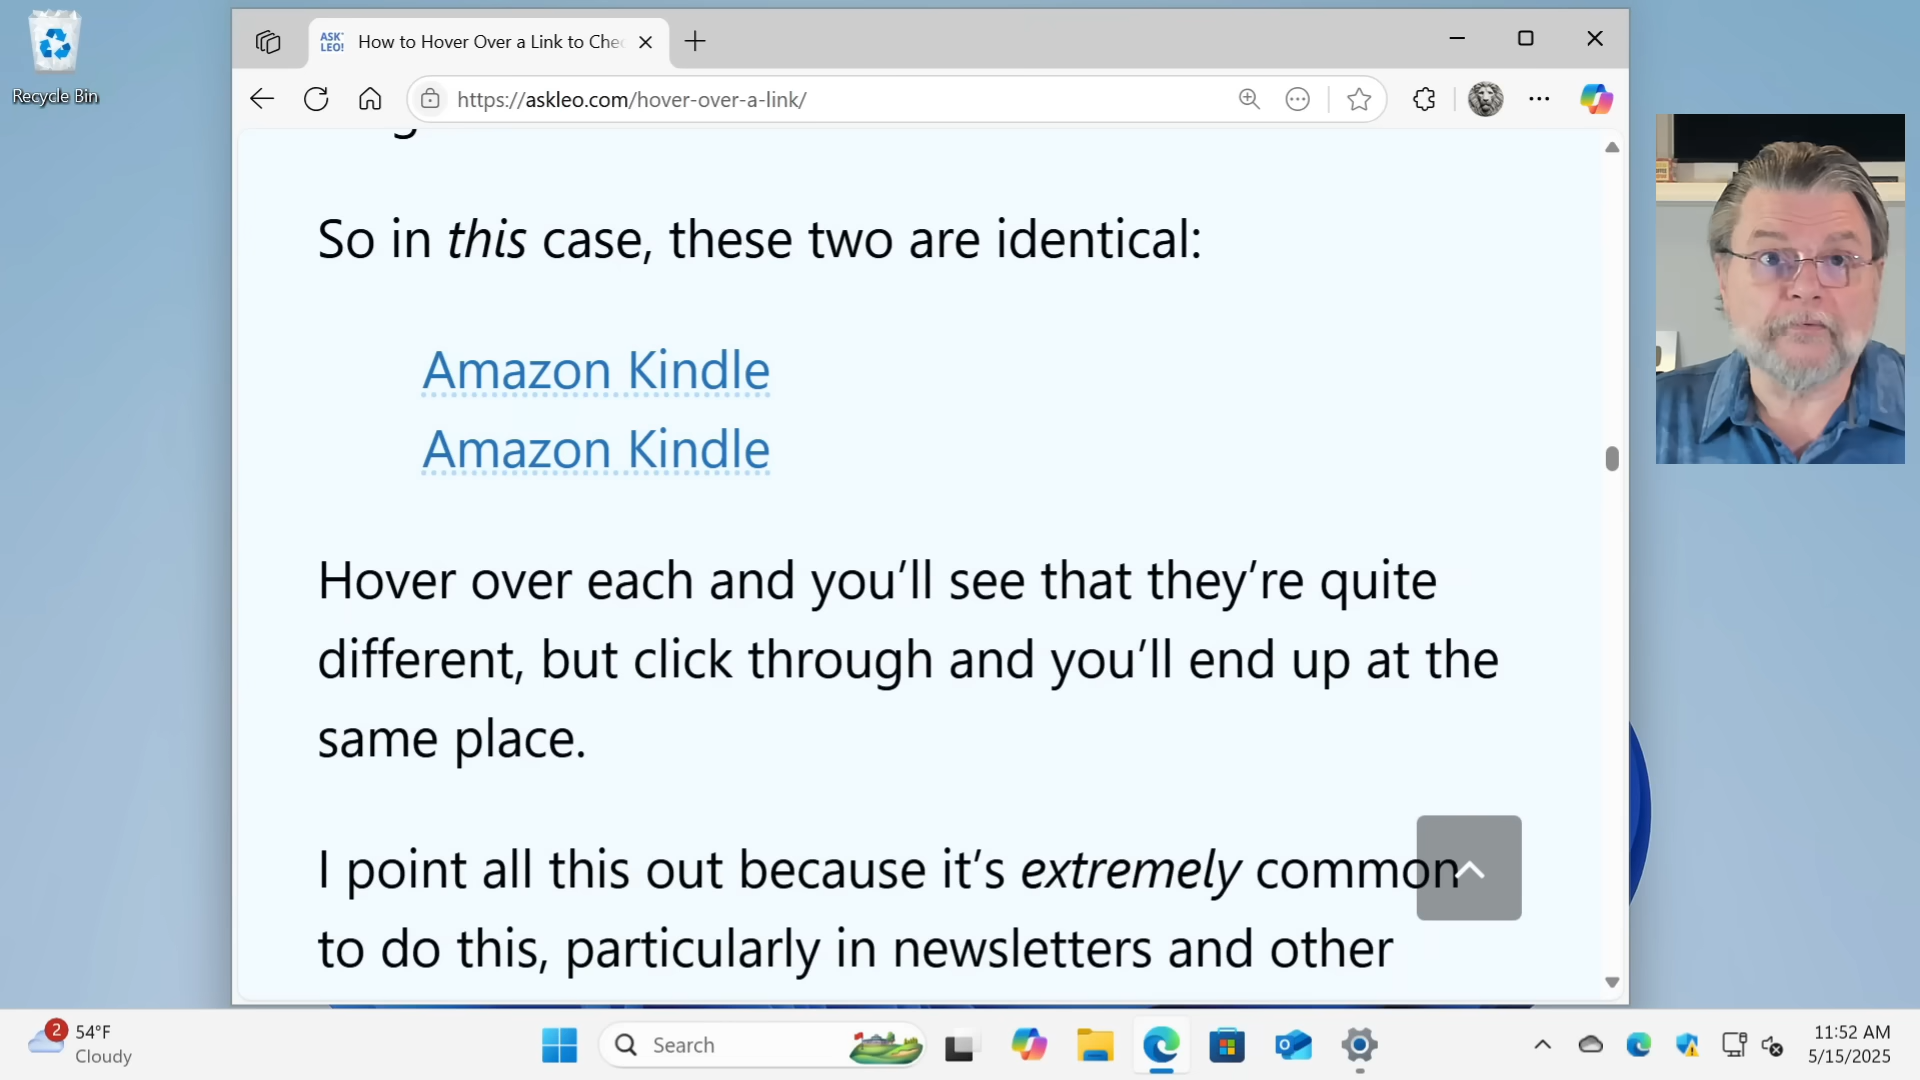 Recycle Bin
ASK LEO!
How to Hover Over a Link to Chec
https://askleo.com/hover-over-a-link/
So in this case, these two are identical:
Amazon Kindle
Amazon Kindle
Hover over each and you’ll see that they’re quite
different, but click through and you’ll end up at the
same place.
I point all this out because it’s extremely common
to do this, particularly in newsletters and other
2
54°F
Cloudy
Search
11:52 AM
5/15/2025